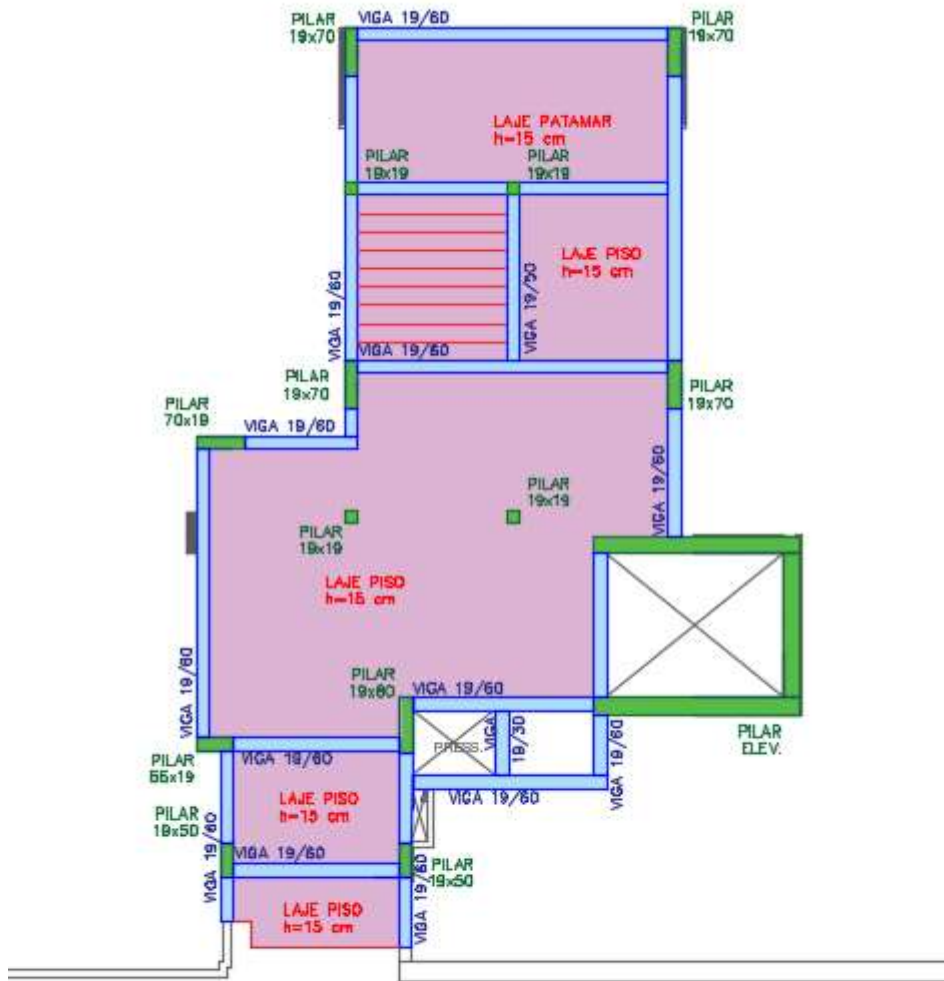 PILAR
19x70
VIGA 19/60
PILAR
19x70
LAJE PATAMAR
h=15 cm
PILAR
19x19
PILAR
19x19
LAJE PISO
h=15 cm
VIGA 19/60
VIGA 19/50
VIGA 19/60
PILAR
19x70
PILAR
19x70
PILAR
70x19
VIGA 19/60
VIGA 19/60
PILAR
19x19
PILAR
19x19
LAJE PISO
h=15 cm
VIGA 19/60
PILAR
19x80
VIGA 19/60
VIGA
19/30
PRESS.
VIGA 19/60
PILAR
ELEV.
PILAR
55x19
VIGA 19/60
VIGA 19/60
LAJE PISO
h=15 cm
PILAR
19x50
VIGA 19/60
VIGA 19/60
PILAR
19x50
VIGA 19/60
LAJE PISO
h=15 cm